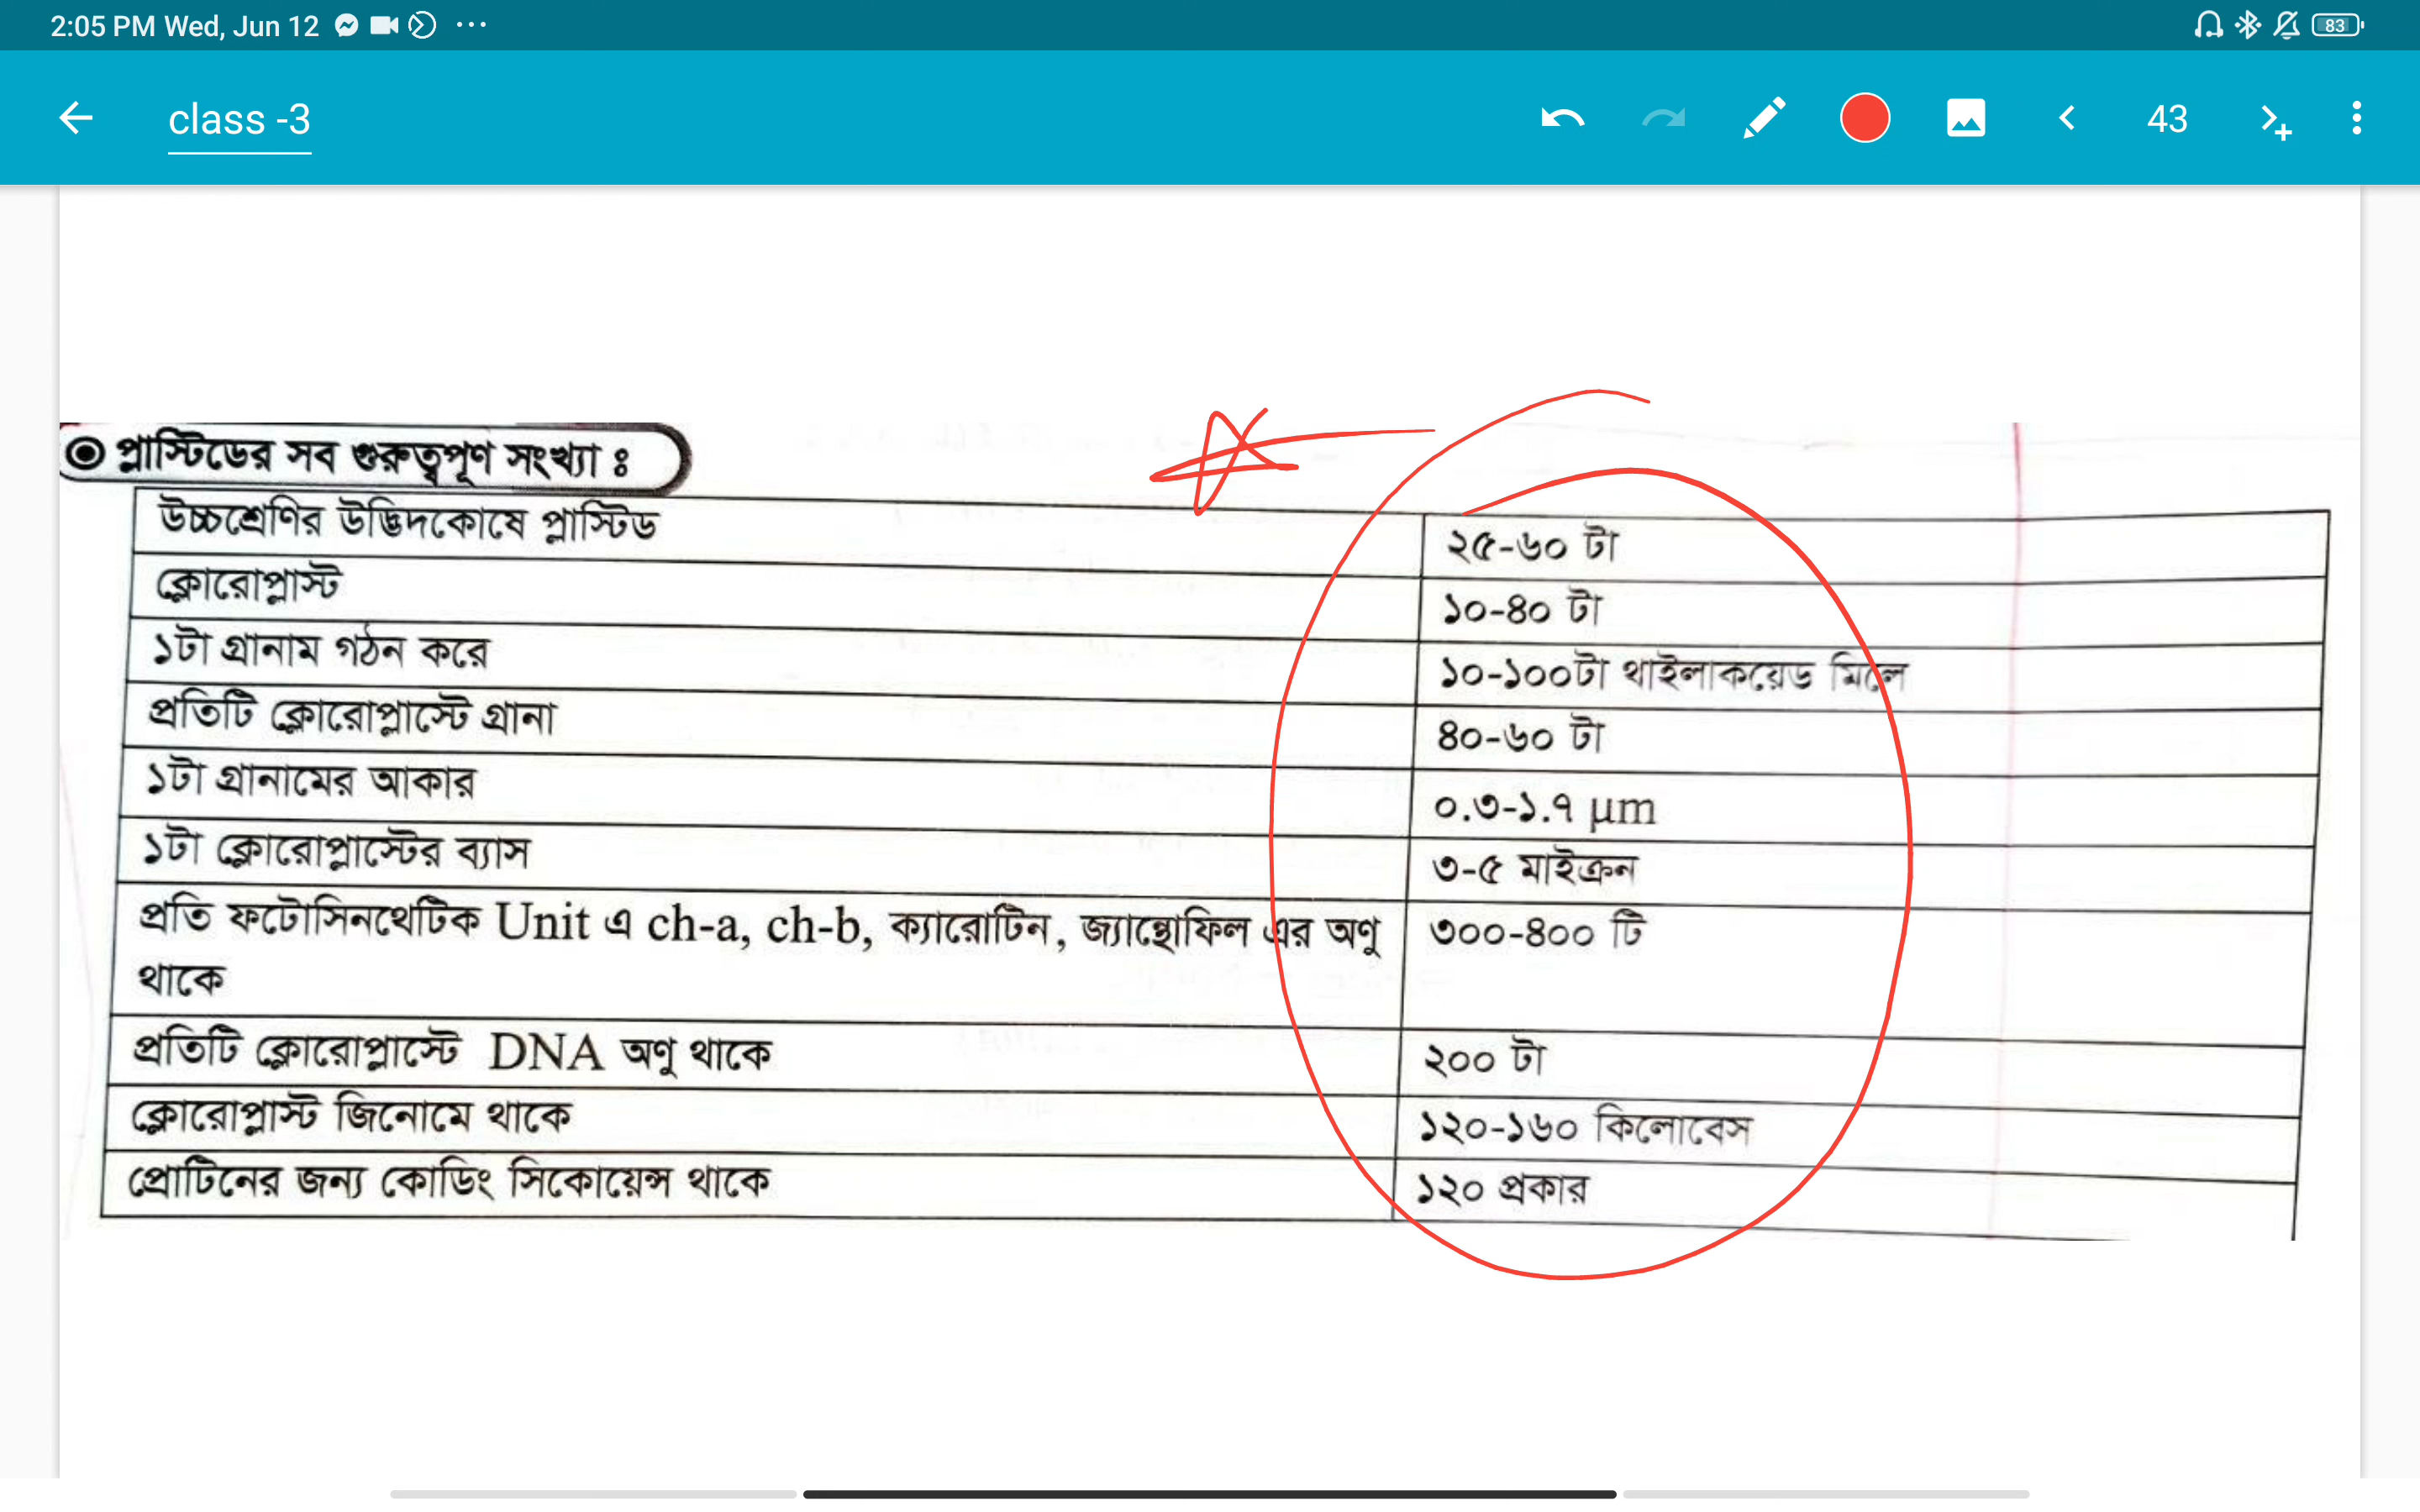 2:05 PM Wed, Jun 12
83
class -3
43
প্লাস্টিডের সব গুরুত্বপূর্ণ সংখ্যা ঃ
উচ্চশ্রেণির উদ্ভিদকোষে প্লাস্টিড ২৫-৬০ টা
ক্লোরোপ্লাস্ট ১০-৪০ টা
১টা গ্রানাম গঠন করে ১০-১০০টা থাইলাকয়েড মিলে
প্রতিটি ক্লোরোপ্লাস্টে গ্রানা ৪০-৬০ টা
১টা গ্রানামের আকার ০.৩-১.৭ µm
১টা ক্লোরোপ্লাস্টের ব্যাস ৩-৫ মাইক্রন
প্রতি ফটোসিনথেটিক Unit এ ch-a, ch-b, ক্যারোটিন, জ্যান্থোফিল এর অণু ৩০০-৪০০ টি
থাকে
প্রতিটি ক্লোরোপ্লাস্টে DNA অণু থাকে ২০০ টা
ক্লোরোপ্লাস্ট জিনোমে থাকে ১২০-১৬০ কিলোবেস
প্রোটিনের জন্য কোডিং সিকোয়েন্স থাকে ১২০ প্রকার